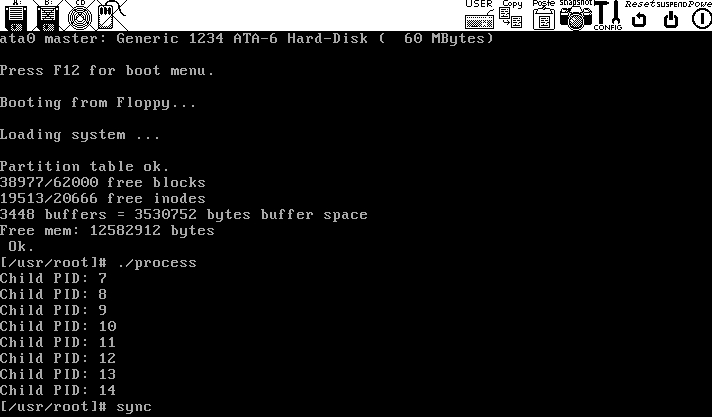 A: B: CD USER Copy Paste snapshot CONFIG Reset SUSPEND Powe
ata0 master: Generic 1234 ATA-6 Hard-Disk (  60 MBytes)
Press F12 for boot menu.
Booting from Floppy...
Loading system ...
Partition table ok.
38977/62000 free blocks
19513/20666 free inodes
3448 buffers = 3530752 bytes buffer space
Free mem: 12582912 bytes
 Ok.
[/usr/root]# ./process
Child PID: 7
Child PID: 8
Child PID: 9
Child PID: 10
Child PID: 11
Child PID: 12
Child PID: 13
Child PID: 14
[/usr/root]# sync